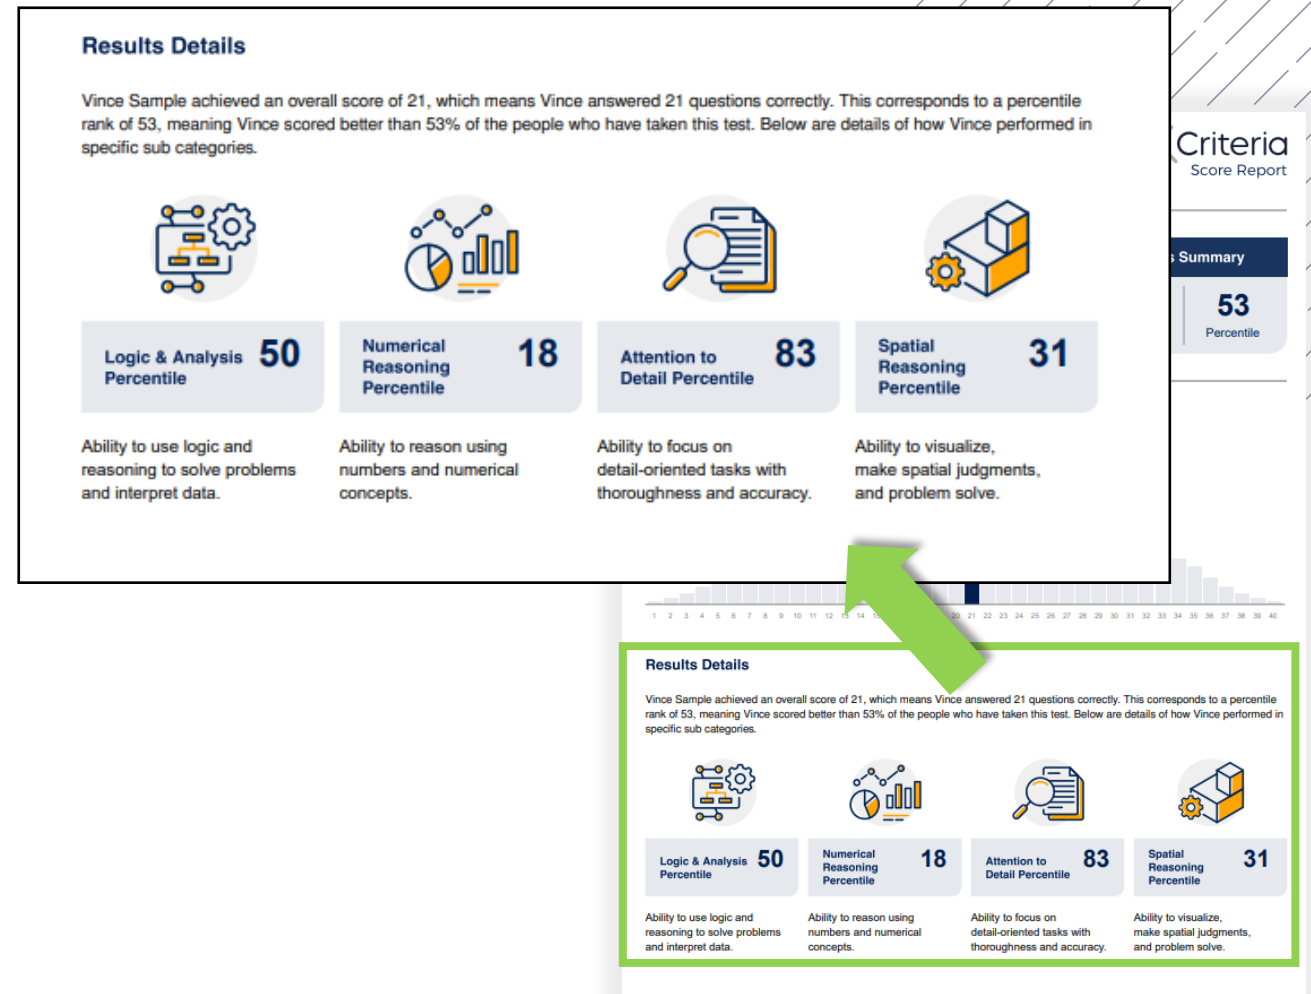 Results Details
Vince Sample achieved an overall score of 21, which means Vince answered 21 questions correctly. This corresponds to a percentile
rank of 53, meaning Vince scored better than 53% of the people who have taken this test. Below are details of how Vince performed in
specific sub categories.
Logic & Analysis Percentile 50
Numerical Reasoning Percentile 18
Attention to Detail Percentile 83
Spatial Reasoning Percentile 31
Ability to use logic and
reasoning to solve problems
and interpret data.
Ability to reason using
numbers and numerical
concepts.
Ability to focus on
detail-oriented tasks with
thoroughness and accuracy.
Ability to visualize,
make spatial judgments,
and problem solve.
Criteria
Score Report
Summary
53
Percentile
1 2 3 4 5 6 7 8 9 10 11 12 13 14 20 21 22 23 24 25 26 27 28 29 30 31 32 33 34 35 36 37 38 39 40
Results Details
Vince Sample achieved an overall score of 21, which means Vince answered 21 questions correctly. This corresponds to a percentile
rank of 53, meaning Vince scored better than 53% of the people who have taken this test. Below are details of how Vince performed in
specific sub categories.
Logic & Analysis Percentile 50
Numerical Reasoning Percentile 18
Attention to Detail Percentile 83
Spatial Reasoning Percentile 31
Ability to use logic and
reasoning to solve problems
and interpret data.
Ability to reason using
numbers and numerical
concepts.
Ability to focus on
detail-oriented tasks with
thoroughness and accuracy.
Ability to visualize,
make spatial judgments,
and problem solve.